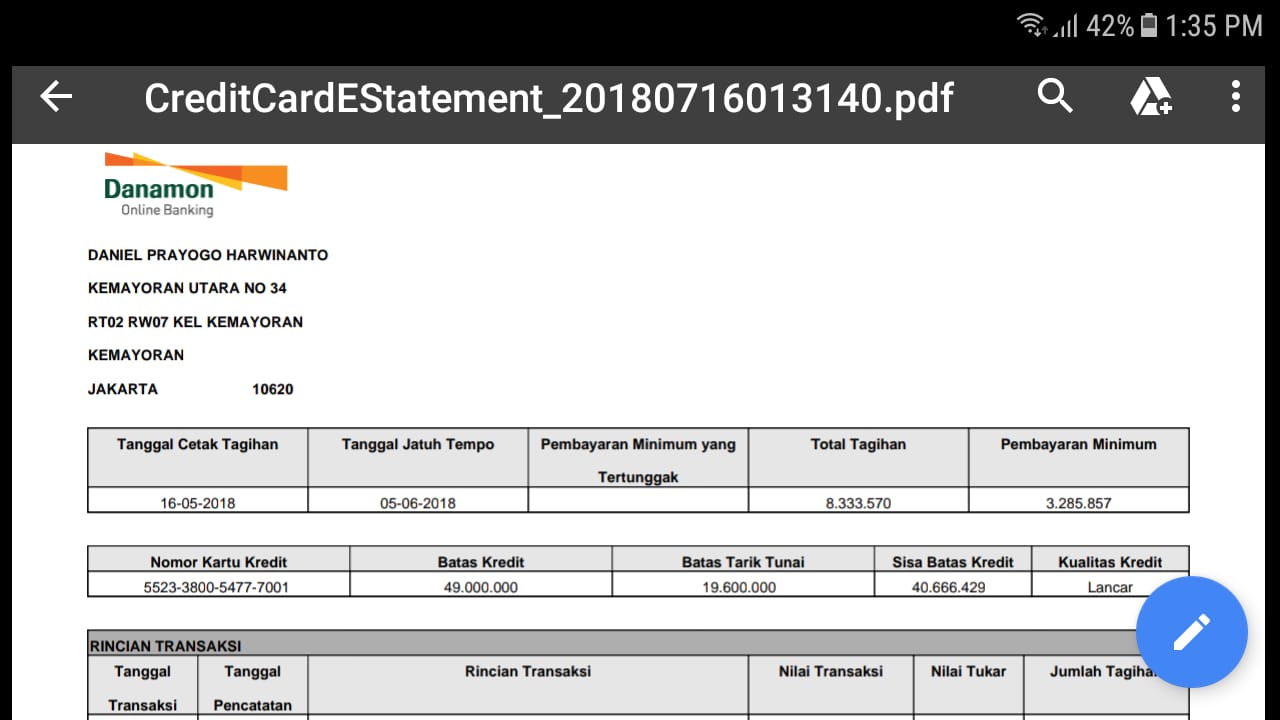 42% 1:35 PM
CreditCardEStatement_20180716013140.pdf
Danamon
Online Banking
DANIEL PRAYOGO HARWINANTO
KEMAYORAN UTARA NO 34
RT02 RW07 KEL KEMAYORAN
KEMAYORAN
JAKARTA 10620
Tanggal Cetak Tagihan Tanggal Jatuh Tempo Pembayaran Minimum yang Tertunggak Total Tagihan Pembayaran Minimum
16-05-2018 05-06-2018 8.333.570 3.285.857
Nomor Kartu Kredit Batas Kredit Batas Tarik Tunai Sisa Batas Kredit Kualitas Kredit
5523-3800-5477-7001 49.000.000 19.600.000 40.666.429 Lancar
RINCIAN TRANSAKSI
Tanggal Transaksi Tanggal Pencatatan Rincian Transaksi Nilai Transaksi Nilai Tukar Jumlah